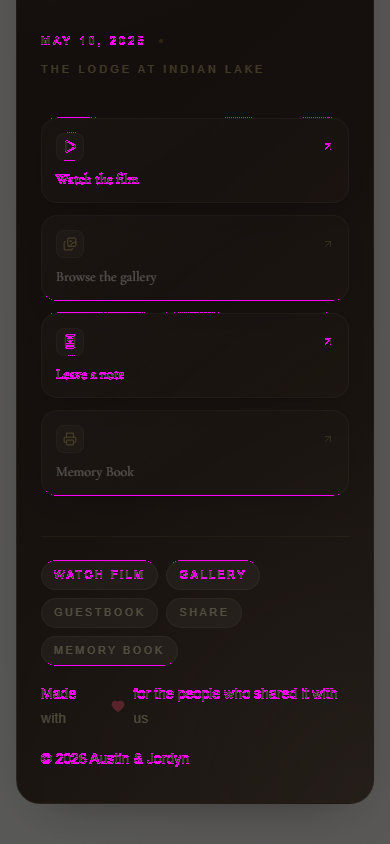 MAY 10, 2025 •
THE LODGE AT INDIAN LAKE
Watch the film
Browse the gallery
Leave a note
Memory Book
WATCH FILM GALLERY
GUESTBOOK SHARE
MEMORY BOOK
Made for the people who shared it with
with us
© 2026 Austin & Jordyn